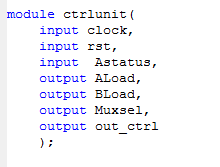 module ctrlunit(
input clock,
input rst,
input Astatus,
output ALoad,
output BLoad,
output Muxsel,
output out_ctrl
);